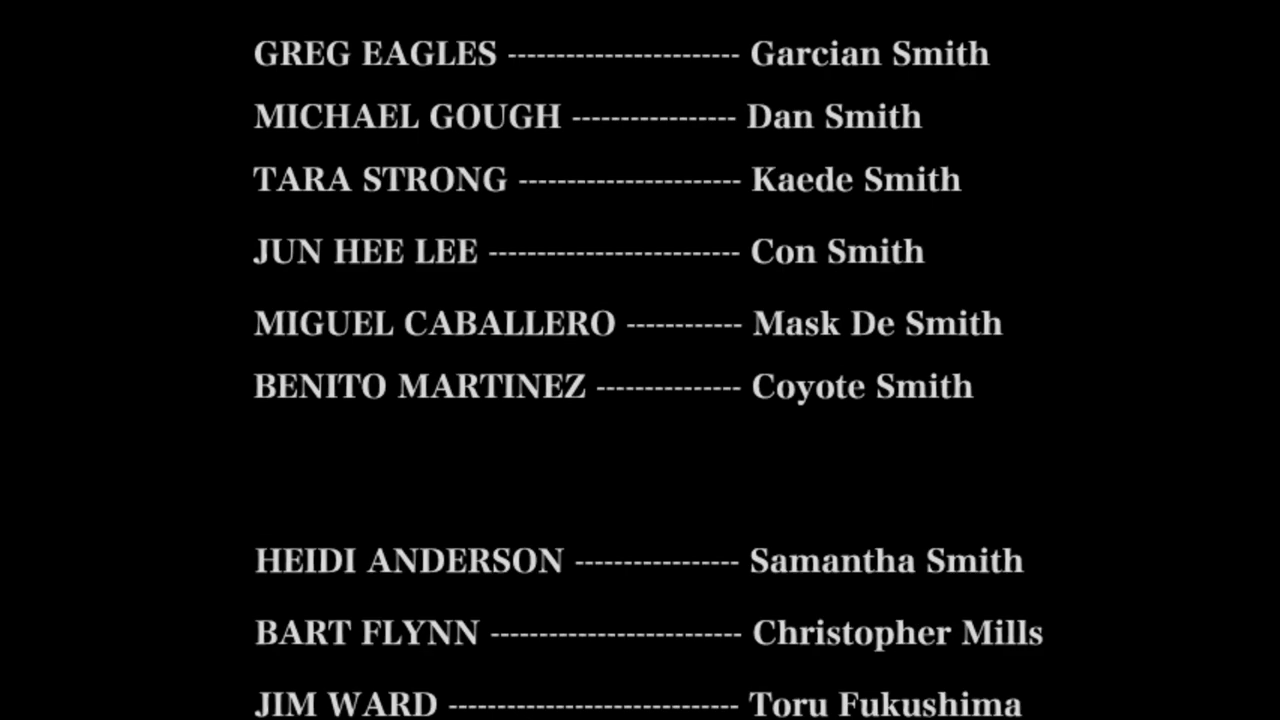 GREG EAGLES ------------------------ Garcian Smith
MICHAEL GOUGH ----------------- Dan Smith
TARA STRONG ----------------------- Kaede Smith
JUN HEE LEE -------------------------- Con Smith
MIGUEL CABALLERO ------------ Mask De Smith
BENITO MARTINEZ --------------- Coyote Smith
HEIDI ANDERSON ----------------- Samantha Smith
BART FLYNN -------------------------- Christopher Mills
JIM WARD ------------------------------ Toru Fukushima